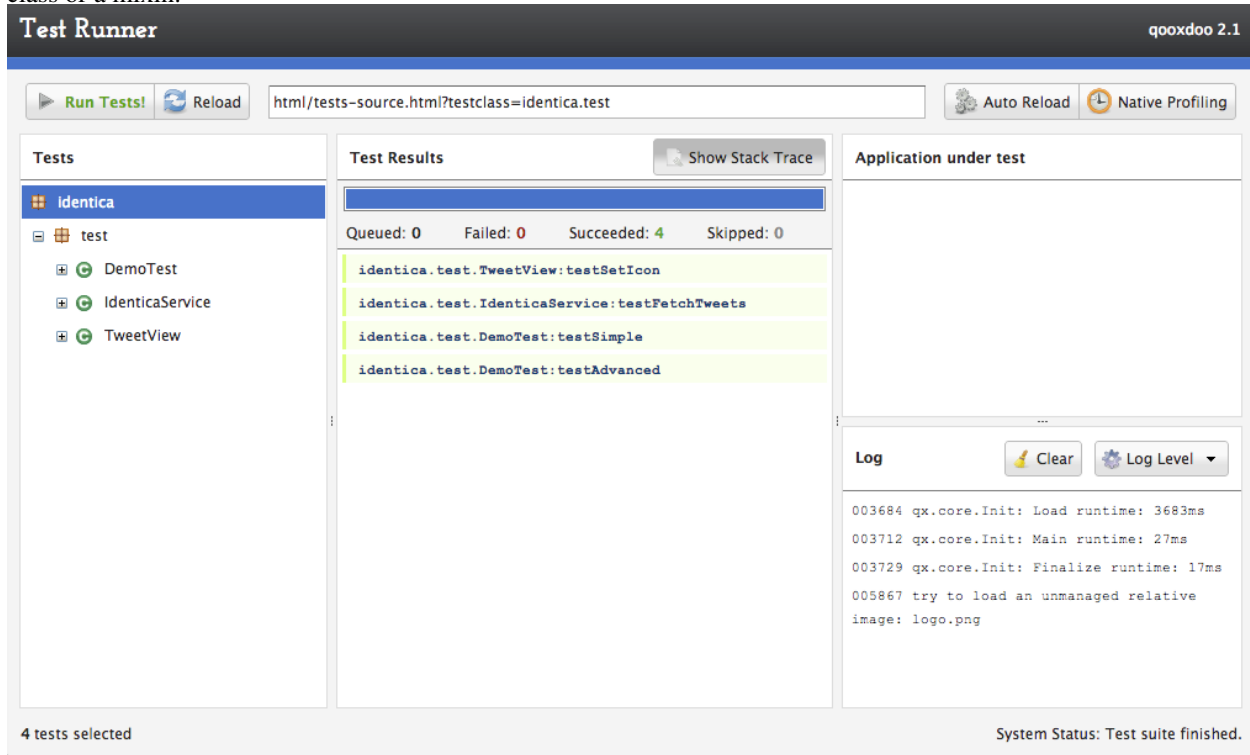 Test Runner
qooxdoo 2.1
Run Tests!
Reload
html/tests-source.html?testclass=identica.test
Auto Reload
Native Profiling
Tests
identica
test
DemoTest
IdenticaService
TweetView
Test Results
Show Stack Trace
Queued: 0 Failed: 0 Succeeded: 4 Skipped: 0
identica.test.TweetView:testSetIcon
identica.test.IdenticaService:testFetchTweets
identica.test.DemoTest:testSimple
identica.test.DemoTest:testAdvanced
Application under test
Log
Clear
Log Level
003684 qx.core.Init: Load runtime: 3683ms
003712 qx.core.Init: Main runtime: 27ms
003729 qx.core.Init: Finalize runtime: 17ms
005867 try to load an unmanaged relative
image: logo.png
4 tests selected
System Status: Test suite finished.